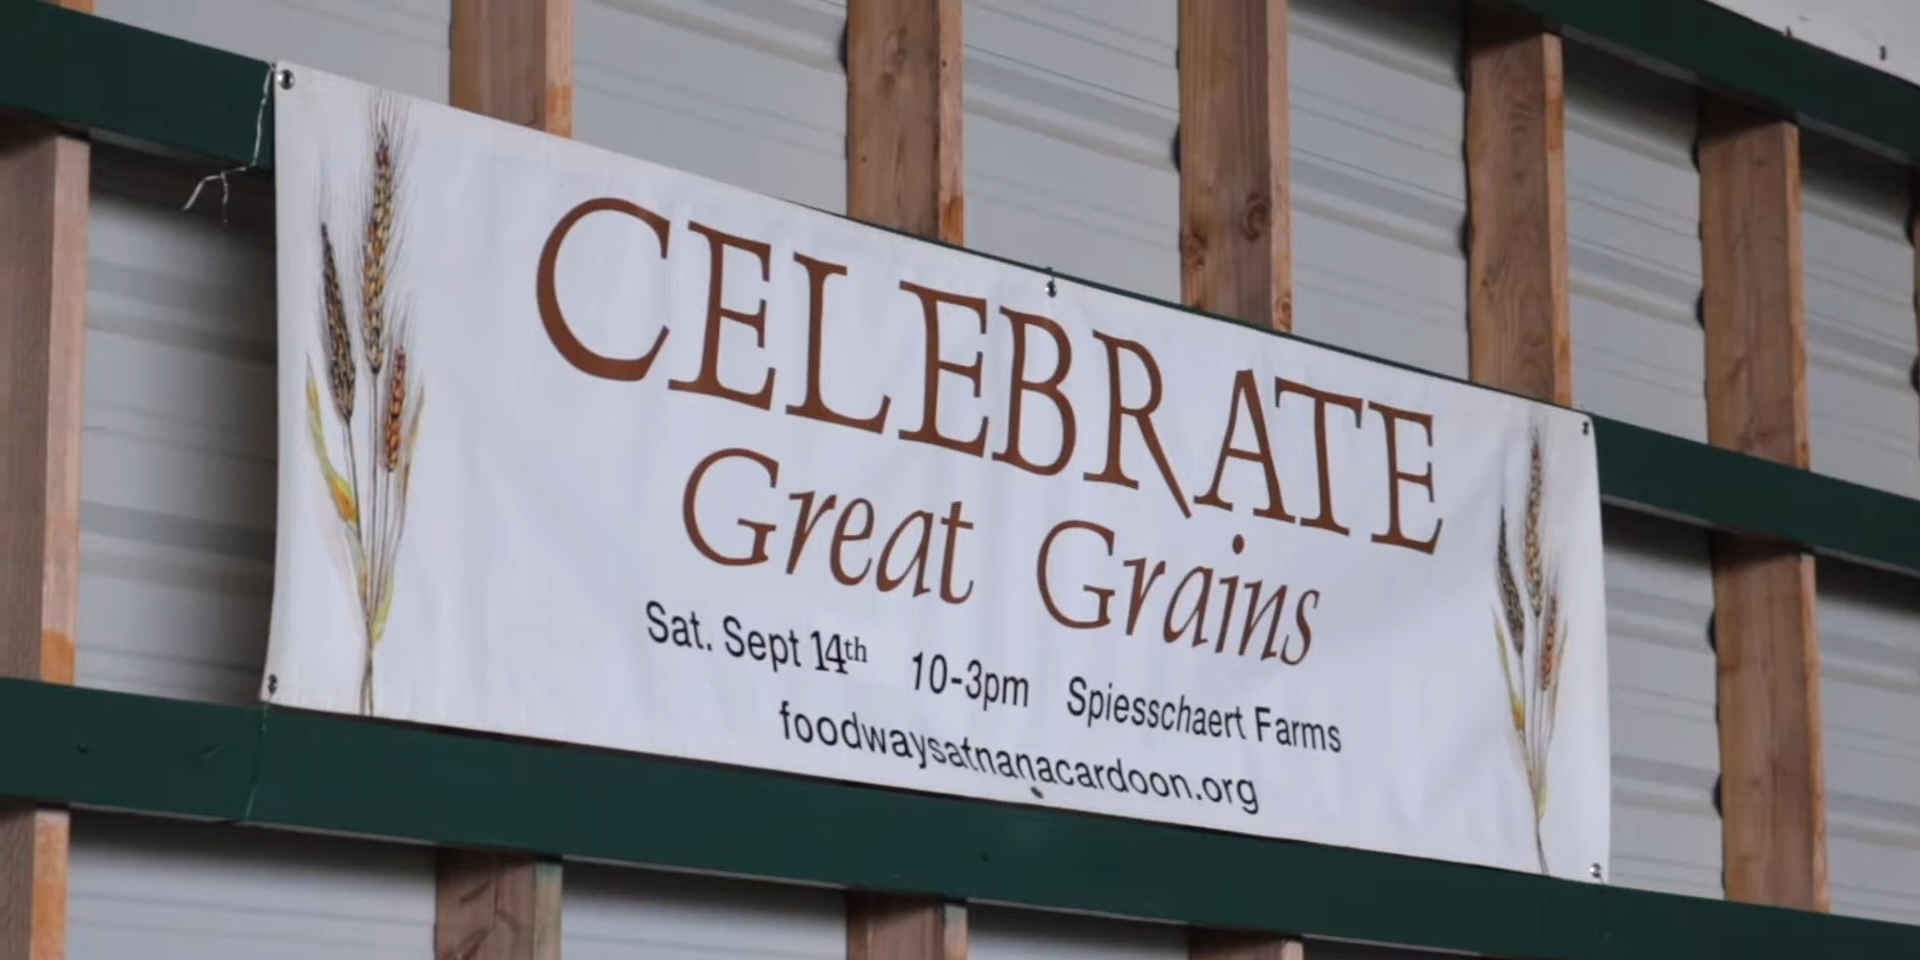 CELEBRATE
Great Grains
Sat. Sept 14th 10-3pm Spiesschaert Farms
foodwaysatnanacardoon.org